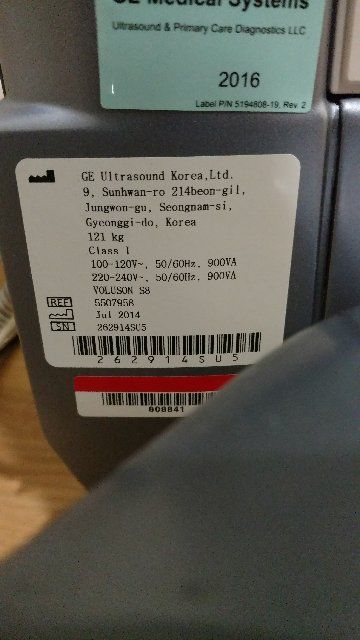 GE Medical Systems
Ultrasound & Primary Care Diagnostics LLC
2016
Label P/N 5194808-19, Rev. 2
GE Ultrasound Korea,Ltd.
9, Sunhwan-ro 214beon-gil,
Jungwon-gu, Seongnam-si,
Gyeonggi-do, Korea
121 kg
Class I
100-120V~, 50/60Hz, 900VA
220-240V~, 50/60Hz, 900VA
VOLUSON S8
REF 5507958
Jul 2014
SN 262914SU5
262914SU5
808841